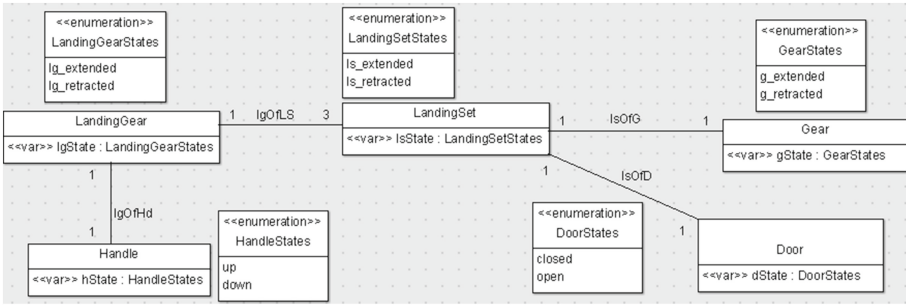 <<enumeration>>
LandingGearStates
lg_extended
lg_retracted
<<enumeration>>
LandingSetStates
ls_extended
ls_retracted
<<enumeration>>
GearStates
g_extended
g_retracted
LandingGear
<<var>> lgState : LandingGearStates
1
lgOfLS
3
LandingSet
<<var>> lsState : LandingSetStates
1
lsOfG
1
Gear
<<var>> gState : GearStates
1
lgOfHd
1
1
lsOfD
1
Handle
<<var>> hState : HandleStates
<<enumeration>>
HandleStates
up
down
<<enumeration>>
DoorStates
closed
open
Door
<<var>> dState : DoorStates